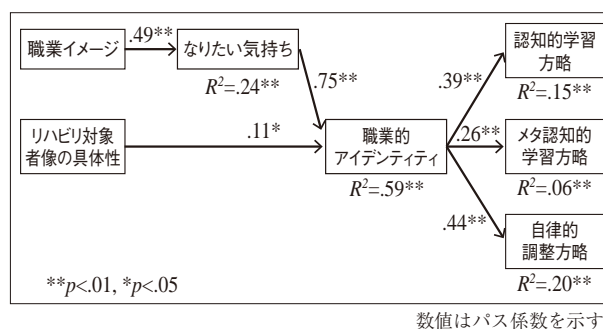 職業イメージ
.49**
なりたい気持ち
R²=.24**
.75**
リハビリ対象
者像の具体性
.11*
職業的
アイデンティティ
R²=.59**
.39**
認知的学習
方略
R²=.15**
.26**
メタ認知的
学習方略
R²=.06**
.44**
自律的
調整方略
R²=.20**
**p<.01, *p<.05
数値はパス係数を示す